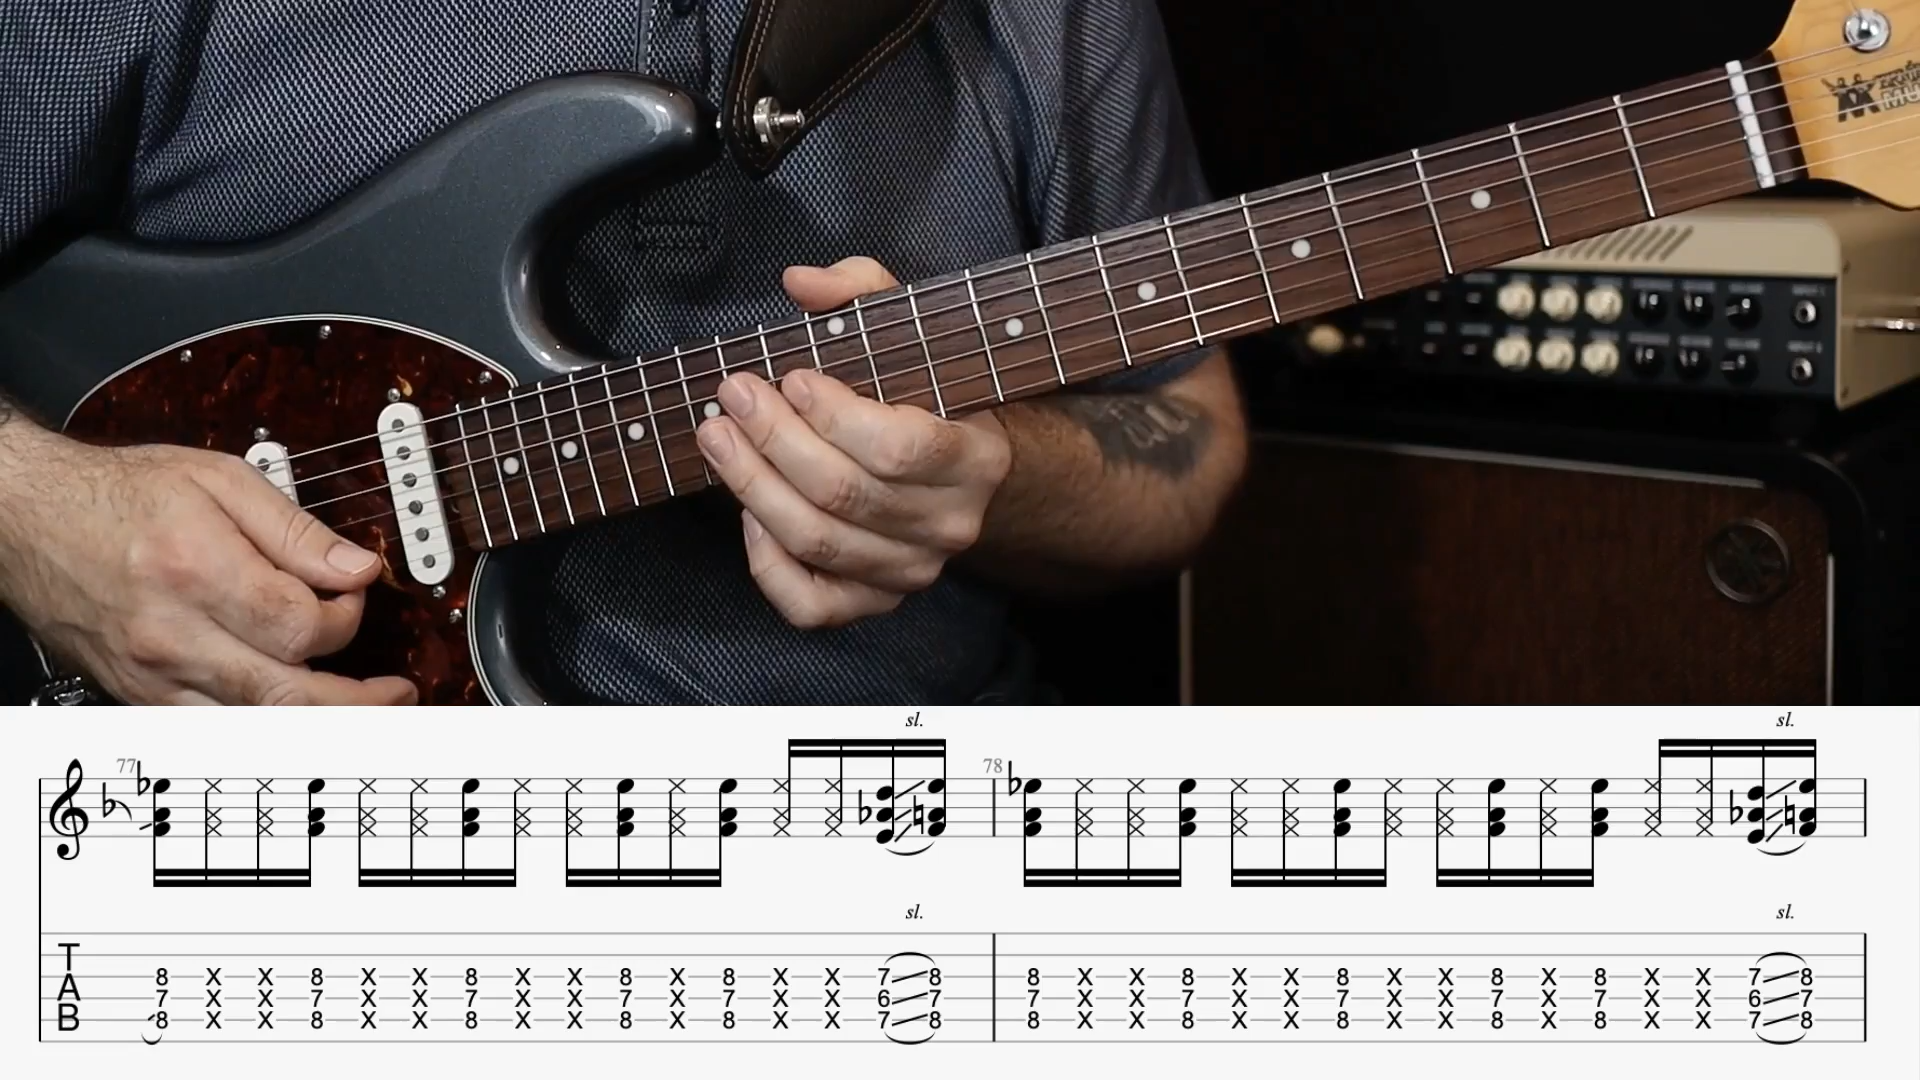 MU
sl.
77
78
sl.
T
A
B
8 X X 8 X X 8 X X 8 X 8 X X 7 8 8 X X 8 X X 8 X X 8 X 8 X X 7 8
7 X X 7 X X 7 X X 7 X 7 X X 6 7 7 X X 7 X X 7 X X 7 X 7 X X 6 7
8 X X 8 X X 8 X X 8 X 8 X X 7 8 8 X X 8 X X 8 X X 8 X 8 X X 7 8